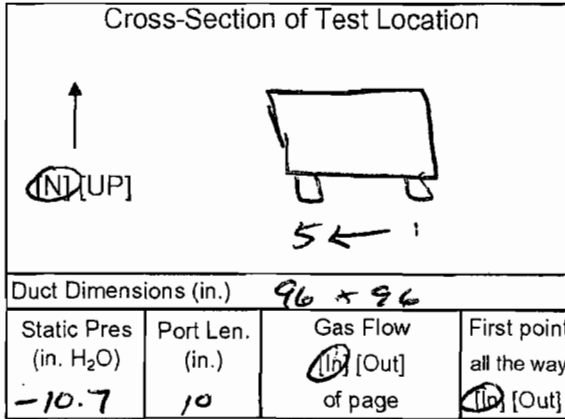 Cross-Section of Test Location
[N] [UP]
5 ← 1
Duct Dimensions (in.) 96 x 96
Static Pres (in. H₂O) -10.7
Port Len. (in.) 10
Gas Flow [In] [Out] of page
First point all the way [In] [Out]